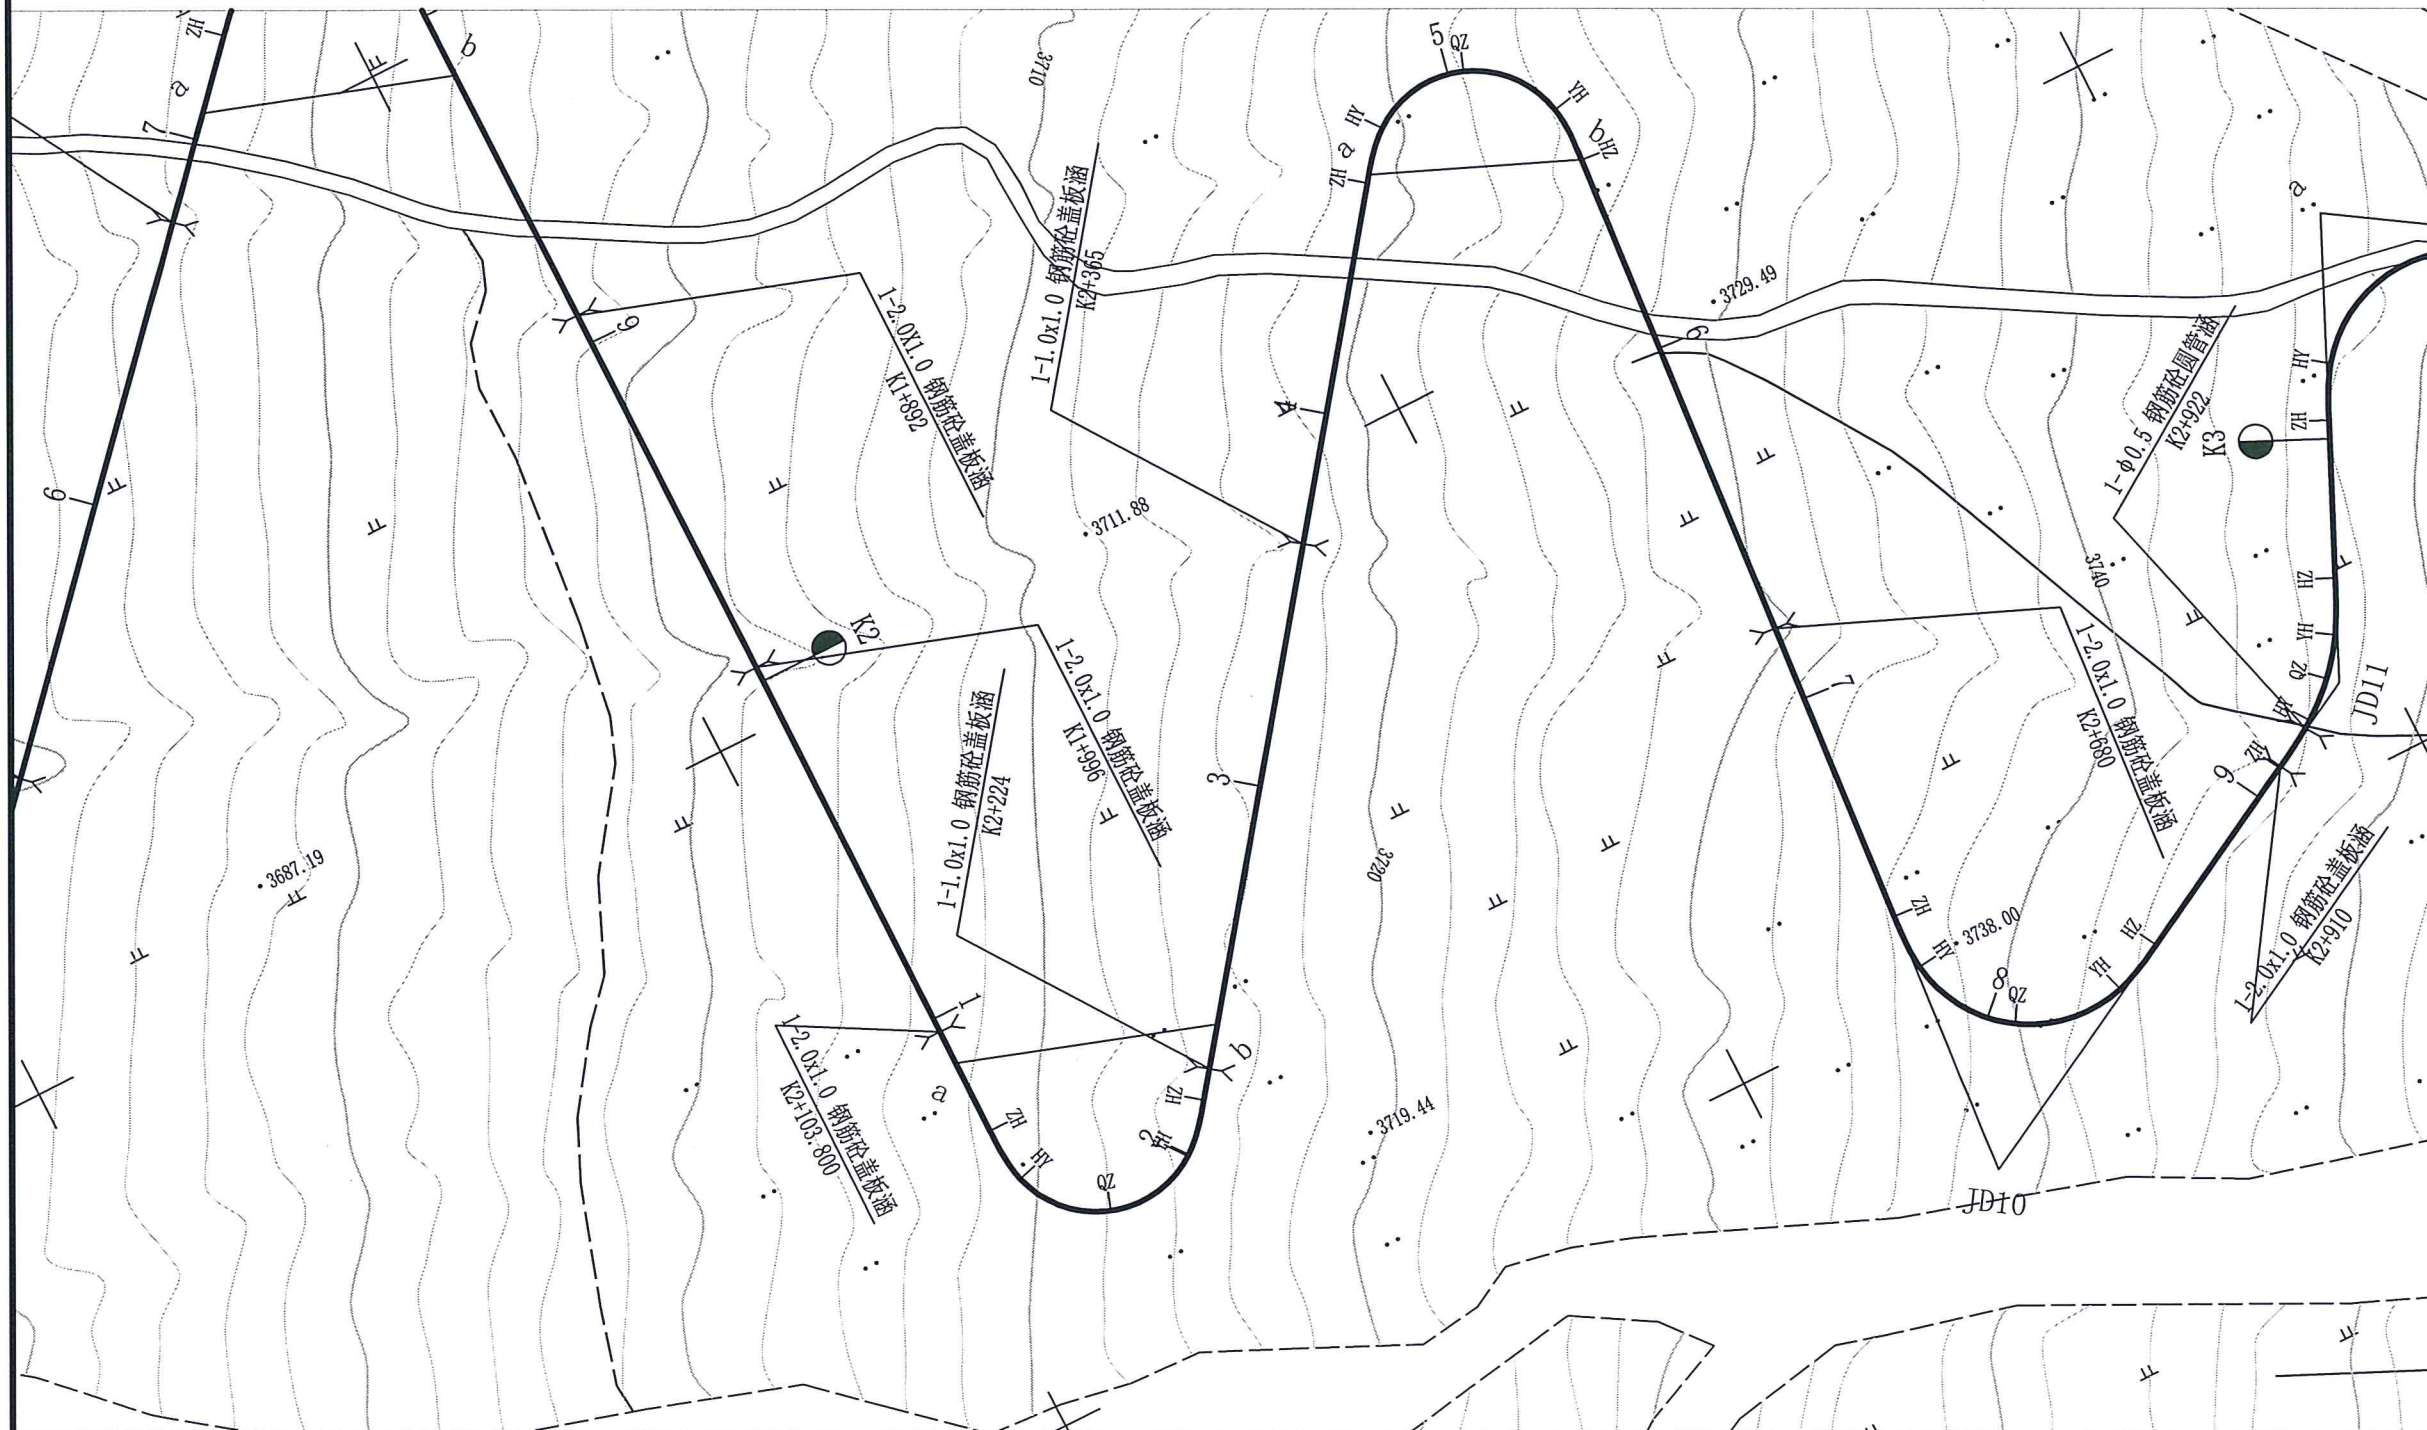 ZH
a
7
6
b
3687.19
9
1-2.0X1.0 钢筋砼盖板涵
K1+892
K2
1-2.0x1.0 钢筋砼盖板涵
K1+996
1
1-2.0x1.0 钢筋砼盖板涵
K2+103.800
a
ZH
HY
QZ
2
YH
HZ
b
1-1.0x1.0 钢筋砼盖板涵
K2+224
3
3710
1-1.0x1.0 钢筋砼盖板涵
K2+365
3711.88
4
ZH
a
HY
5
QZ
YH
b
HZ
3720
3719.44
3729.49
6
1-2.0x1.0 钢筋砼盖板涵
K2+680
7
ZH
HY
3738.00
8
QZ
YH
HZ
JD10
3740
1-Φ0.5 钢筋砼圆管涵
K2+922
1-2.0x1.0 钢筋砼盖板涵
K2+910
9
ZH
HY
QZ
YH
HZ
JD11
K3
ZH
HY
a